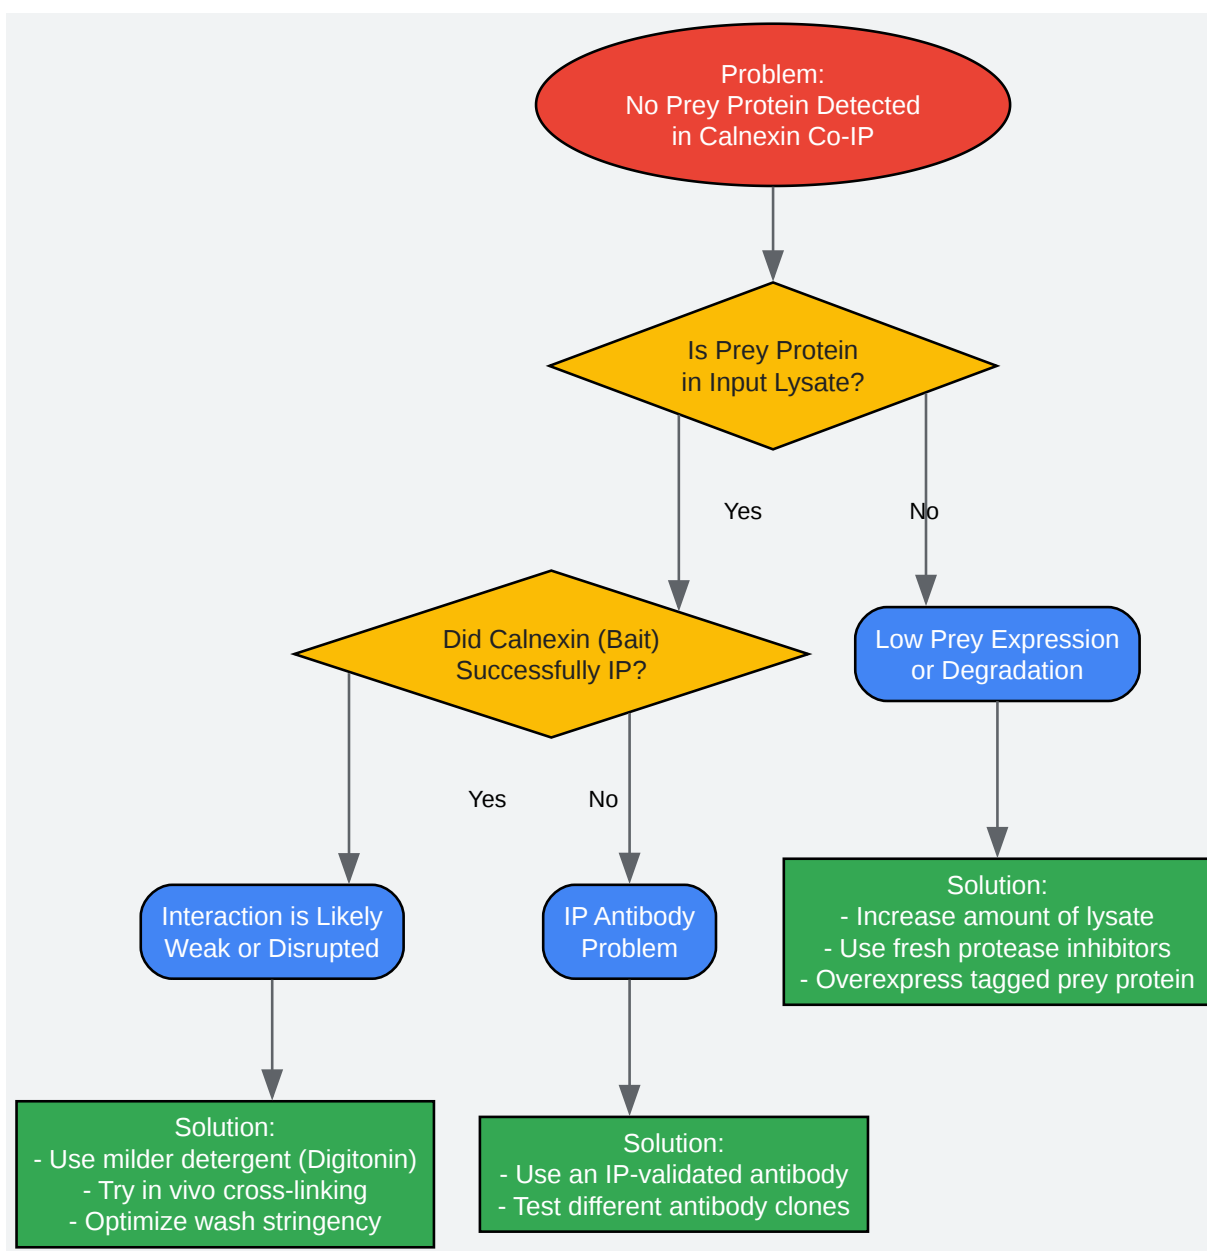 Problem:
No Prey Protein Detected
in Calnexin Co-IP
Is Prey Protein
in Input Lysate?
Yes
No
Did Calnexin (Bait)
Successfully IP?
Low Prey Expression
or Degradation
Yes
No
Interaction is Likely
Weak or Disrupted
IP Antibody
Problem
Solution:
- Increase amount of lysate
- Use fresh protease inhibitors
- Overexpress tagged prey protein
Solution:
- Use milder detergent (Digitonin)
- Try in vivo cross-linking
- Optimize wash stringency
Solution:
- Use an IP-validated antibody
- Test different antibody clones